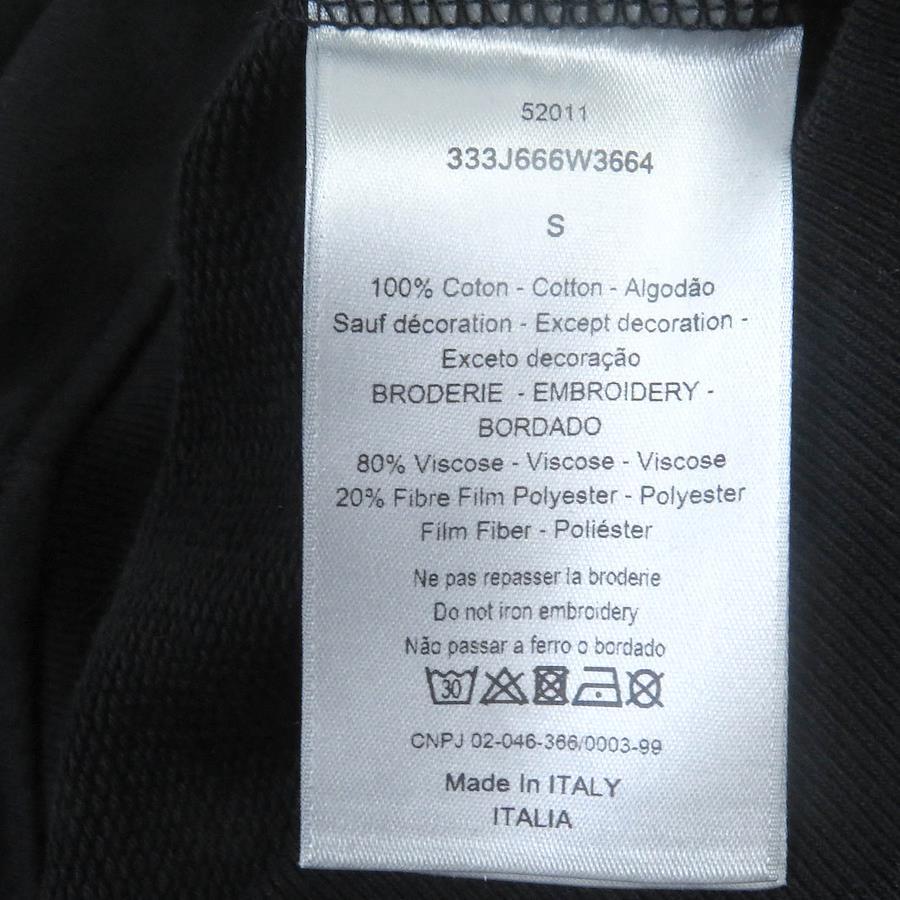 52011
333J666W3664
S
100% Coton - Cotton - Algodão
Sauf décoration - Except decoration -
Exceto decoração
BRODERIE - EMBROIDERY -
BORDADO
80% Viscose - Viscose - Viscose
20% Fibre Film Polyester - Polyester
Film Fiber - Poliéster
Ne pas repasser la broderie
Do not iron embroidery
Não passar a ferro o bordado
30
CNPJ 02-046-366/0003-99
Made In ITALY
ITALIA